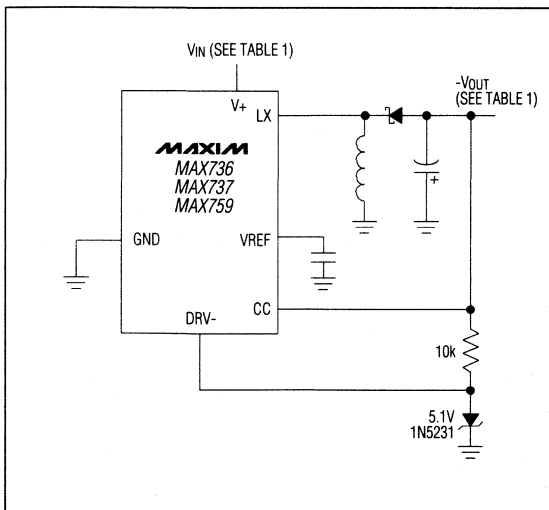 VIN (SEE TABLE 1)
-VOUT
(SEE TABLE 1)
V+
LX
MAXIM
MAX736
MAX737
MAX759
GND
VREF
CC
DRV-
10k
5.1V
1N5231
+